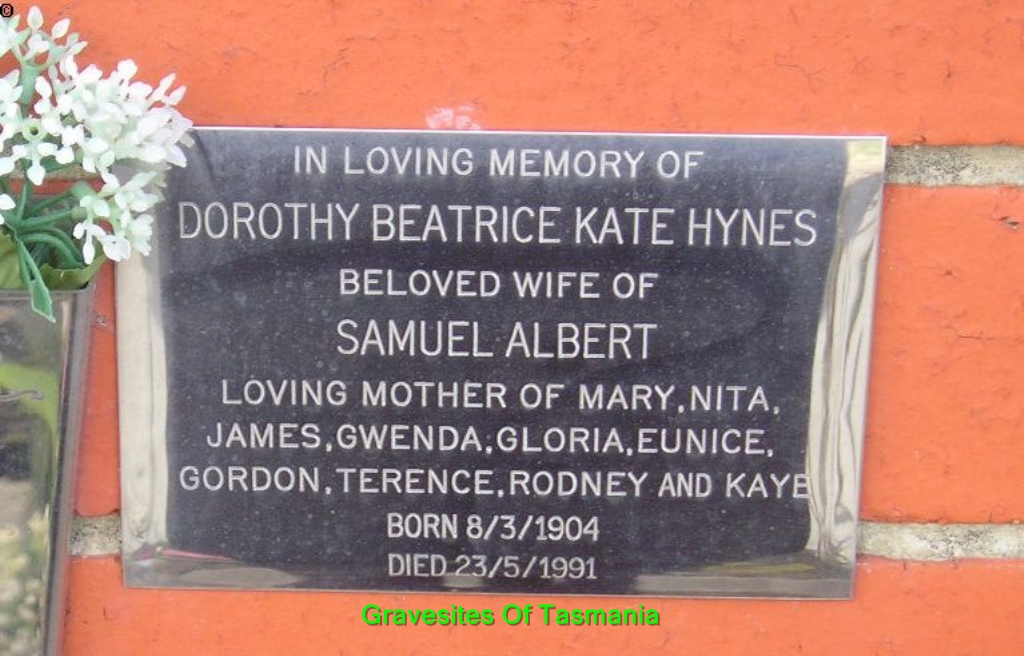 ©
IN LOVING MEMORY OF
DOROTHY BEATRICE KATE HYNES
BELOVED WIFE OF
SAMUEL ALBERT
LOVING MOTHER OF MARY, NITA,
JAMES, GWENDA, GLORIA, EUNICE,
GORDON, TERENCE, RODNEY AND KAYE
BORN 8/3/1904
DIED 23/5/1991
Gravesites Of Tasmania